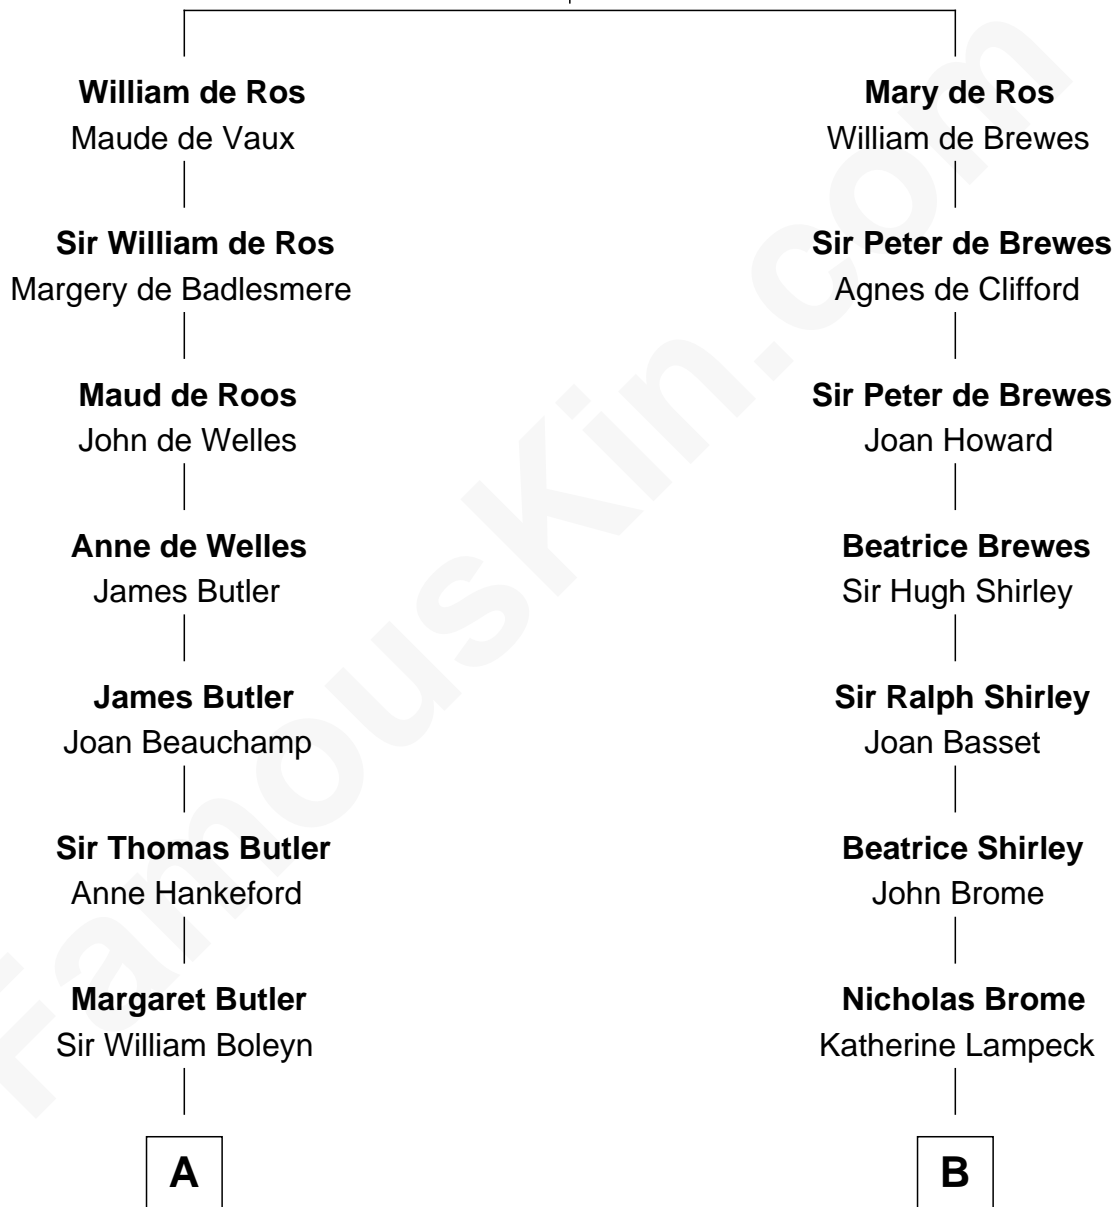 William de Ros
Maude de Vaux
Sir William de Ros
Margery de Badlesmere
Maud de Roos
John de Welles
Anne de Welles
James Butler
James Butler
Joan Beauchamp
Sir Thomas Butler
Anne Hankeford
Margaret Butler
Sir William Boleyn
A
Mary de Ros
William de Brewes
Sir Peter de Brewes
Agnes de Clifford
Sir Peter de Brewes
Joan Howard
Beatrice Brewes
Sir Hugh Shirley
Sir Ralph Shirley
Joan Basset
Beatrice Shirley
John Brome
Nicholas Brome
Katherine Lampeck
B
FamousKin.com